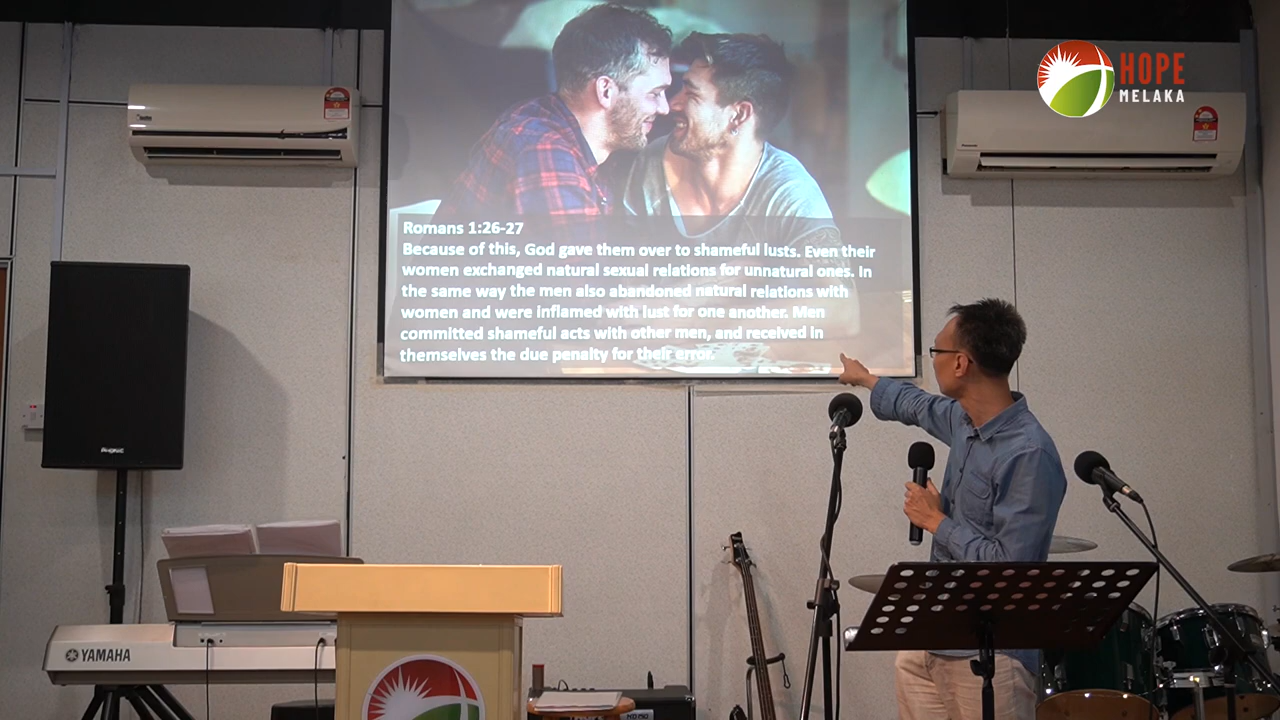 HOPE
MELAKA
Romans 1:26-27
Because of this, God gave them over to shameful lusts. Even their
women exchanged natural sexual relations for unnatural ones. In
the same way the men also abandoned natural relations with
women and were inflamed with lust for one another. Men
committed shameful acts with other men, and received in
themselves the due penalty for their error.
YAMAHA